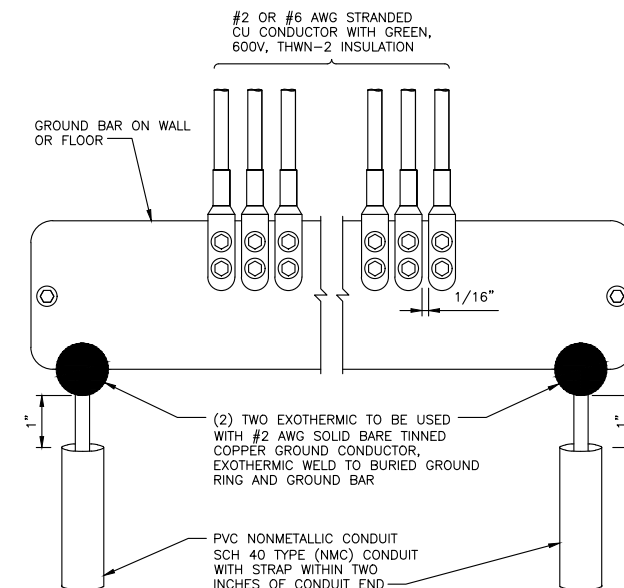 #2 OR #6 AWG STRANDED
CU CONDUCTOR WITH GREEN,
600V, THWN-2 INSULATION
GROUND BAR ON WALL
OR FLOOR
1/16"
1"
1"
(2) TWO EXOTHERMIC TO BE USED
WITH #2 AWG SOLID BARE TINNED
COPPER GROUND CONDUCTOR,
EXOTHERMIC WELD TO BURIED GROUND
RING AND GROUND BAR
PVC NONMETALLIC CONDUIT
SCH 40 TYPE (NMC) CONDUIT
WITH STRAP WITHIN TWO
INCHES OF CONDUIT END